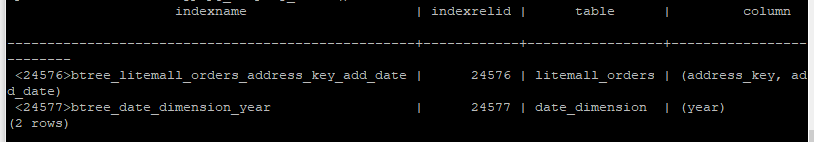 indexname | indexrelid | table | column
--------------------------------------------------+------------+-----------------+-----------------
--------
<24576>btree_litemall_orders_address_key_add_date | 24576 | litemall_orders | (address_key, ad
d_date)
<24577>btree_date_dimension_year | 24577 | date_dimension | (year)
(2 rows)